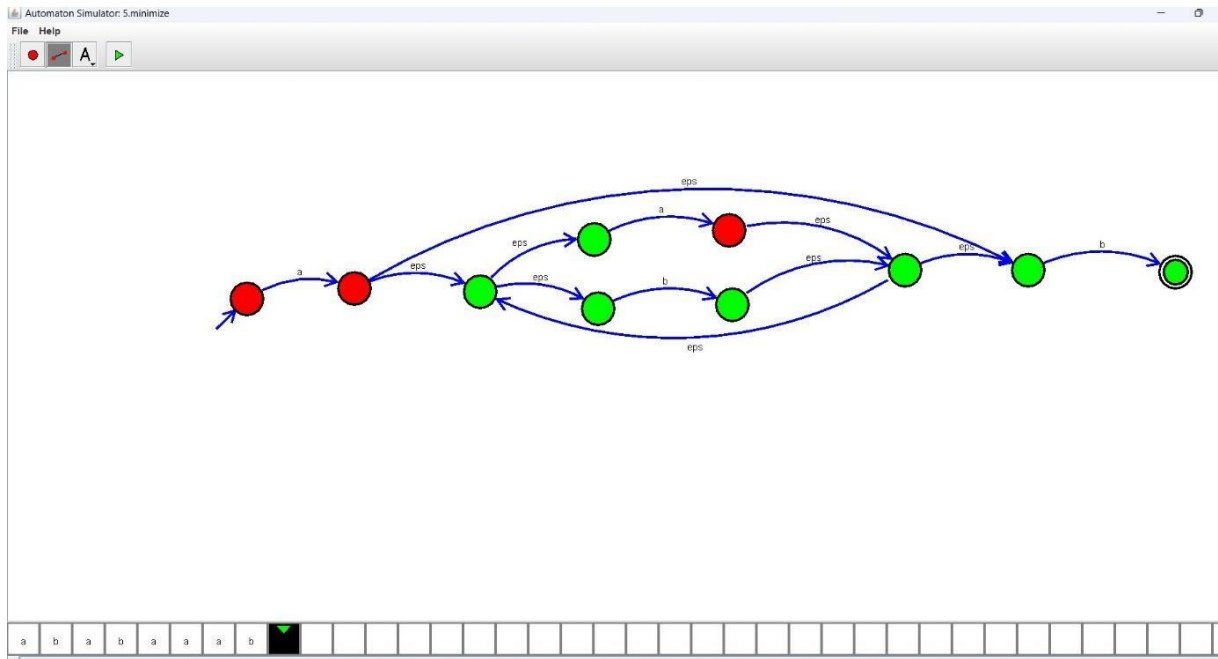 Automaton Simulator: 5.minimize
File Help
A
eps
a eps
eps
a eps eps eps b
b
eps
eps
a b a b a a a b